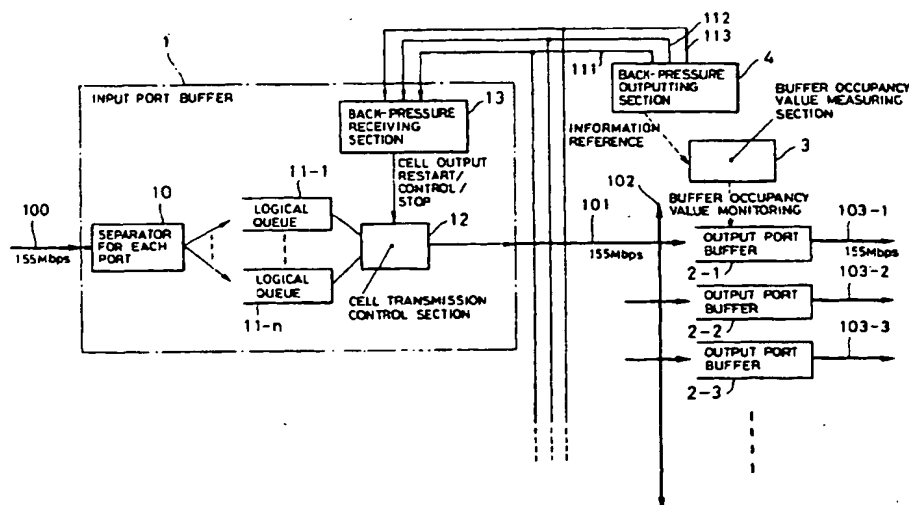 112
113
111
1
4
INPUT PORT BUFFER
13
BACK-PRESSURE
RECEIVING
SECTION
BACK-PRESSURE
OUTPUTTING
SECTION
BUFFER OCCUPANCY
VALUE MEASURING
SECTION
INFORMATION
REFERENCE
3
CELL OUTPUT
RESTART/
CONTROL/
STOP
11-1
LOGICAL
QUEUE
10
100
155Mbps
SEPARATOR
FOR EACH
PORT
12
LOGICAL
QUEUE
11-n
CELL TRANSMISSION
CONTROL SECTION
101
102
BUFFER OCCUPANCY
VALUE MONITORING
155Mbps
OUTPUT PORT
BUFFER
2-1
103-1
155Mbps
OUTPUT PORT
BUFFER
2-2
103-2
OUTPUT PORT
BUFFER
2-3
103-3